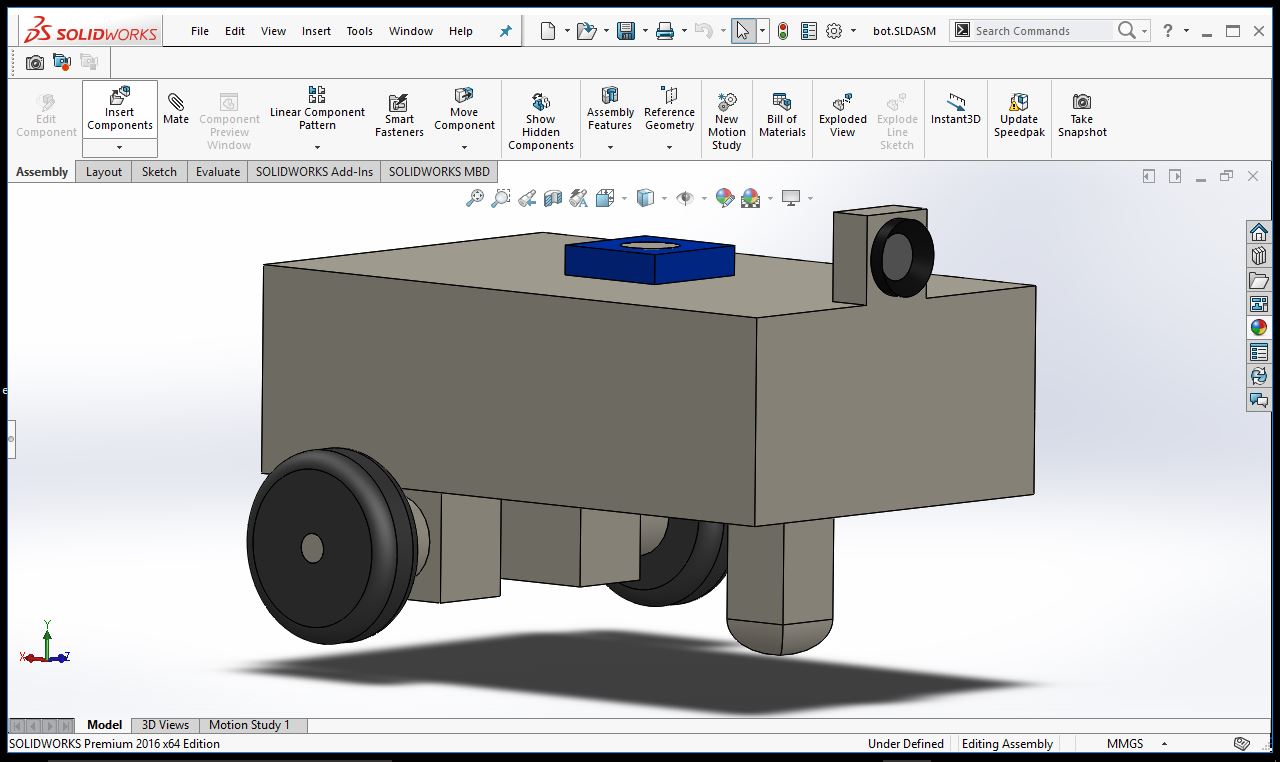 SOLIDWORKS File Edit View Insert Tools Window Help bot.SLDASM Search Commands ?
Edit Component
Insert Components
Mate
Component Preview Window
Linear Component Pattern
Smart Fasteners
Move Component
Show Hidden Components
Assembly Features
Reference Geometry
New Motion Study
Bill of Materials
Exploded View
Explode Line Sketch
Instant3D
Update Speedpak
Take Snapshot
Assembly Layout Sketch Evaluate SOLIDWORKS Add-Ins SOLIDWORKS MBD
e
Y
X Z
Model 3D Views Motion Study 1
SOLIDWORKS Premium 2016 x64 Edition Under Defined Editing Assembly MMGS